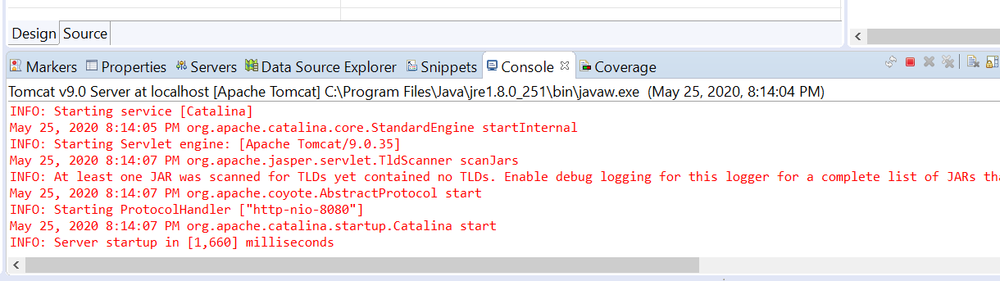 Design Source
Markers Properties Servers Data Source Explorer Snippets Console Coverage
Tomcat v9.0 Server at localhost [Apache Tomcat] C:\Program Files\Java\jre1.8.0_251\bin\javaw.exe (May 25, 2020, 8:14:04 PM)
INFO: Starting service [Catalina]
May 25, 2020 8:14:05 PM org.apache.catalina.core.StandardEngine startInternal
INFO: Starting Servlet engine: [Apache Tomcat/9.0.35]
May 25, 2020 8:14:07 PM org.apache.jasper.servlet.TldScanner scanJars
INFO: At least one JAR was scanned for TLDs yet contained no TLDs. Enable debug logging for this logger for a complete list of JARs tha
May 25, 2020 8:14:07 PM org.apache.coyote.AbstractProtocol start
INFO: Starting ProtocolHandler ["http-nio-8080"]
May 25, 2020 8:14:07 PM org.apache.catalina.startup.Catalina start
INFO: Server startup in [1,660] milliseconds